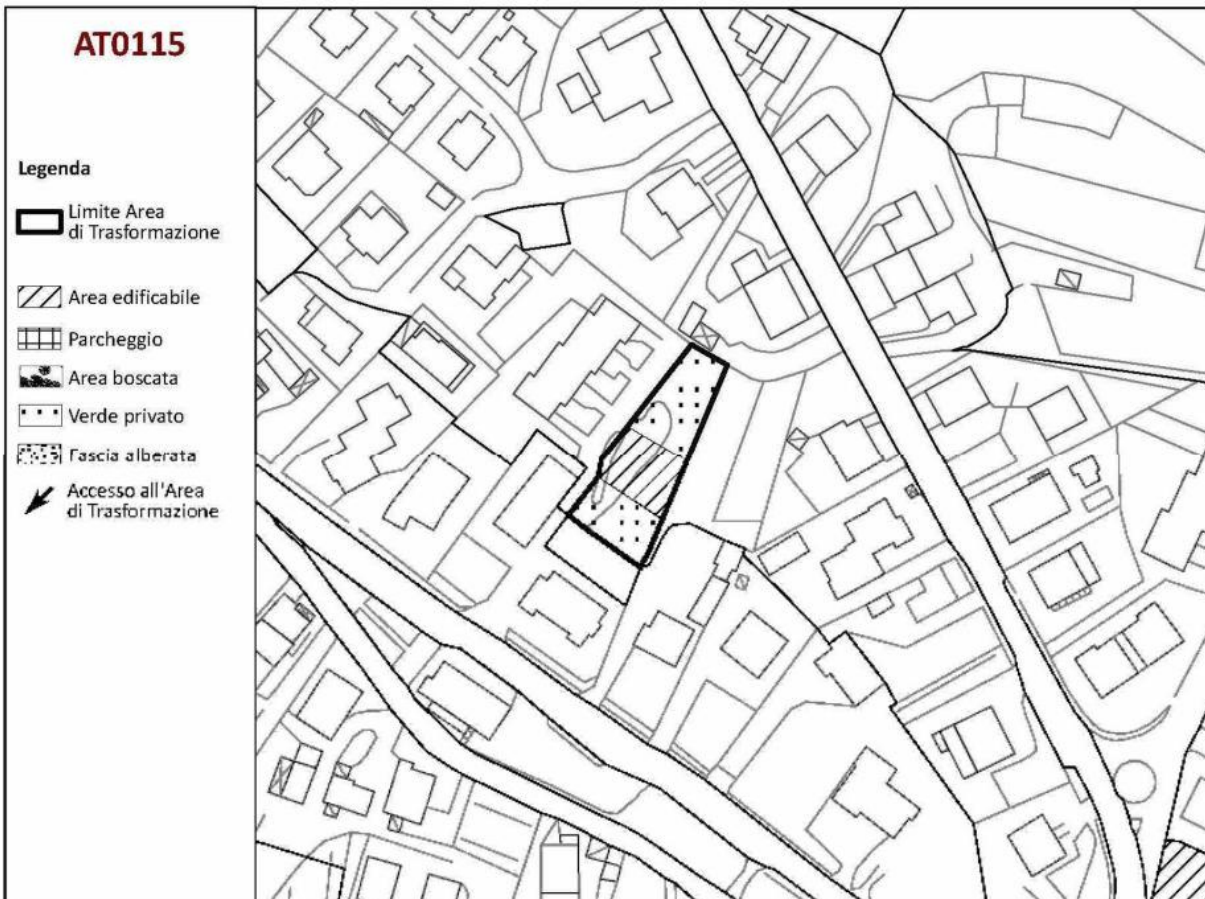 AT0115
Legenda
Limite Area
di Trasformazione
Area edificabile
Parcheggio
Area boscata
Verde privato
Fascia alberata
Accesso all'Area
di Trasformazione